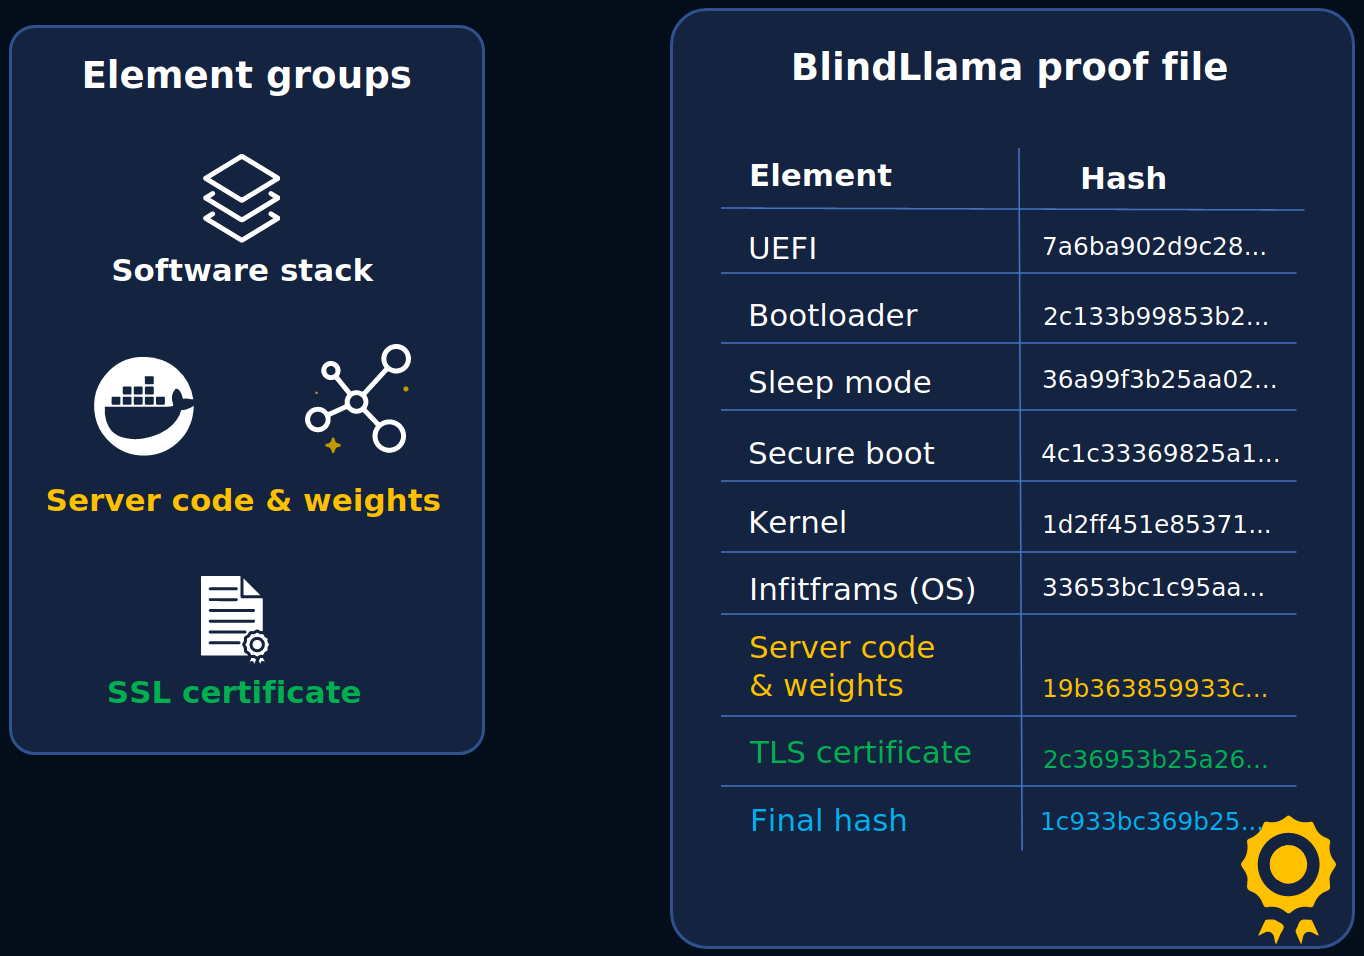 Element groups
Software stack
Server code & weights
SSL certificate
BlindLlama proof file
Element Hash
UEFI 7a6ba902d9c28...
Bootloader 2c133b99853b2...
Sleep mode 36a99f3b25aa02...
Secure boot 4c1c33369825a1...
Kernel 1d2ff451e85371...
Infitframs (OS) 33653bc1c95aa...
Server code
& weights 19b363859933c...
TLS certificate 2c36953b25a26...
Final hash 1c933bc369b25...